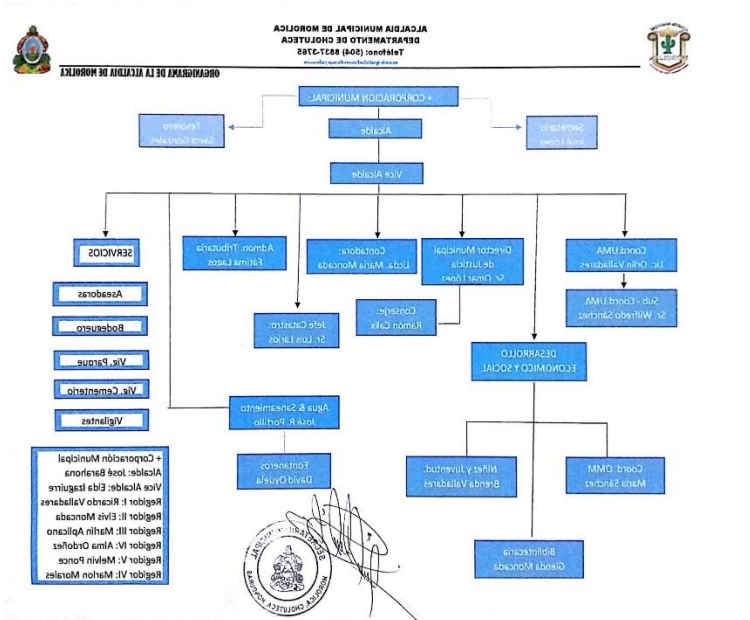 ALCALDIA MUNICIPAL DE MOROLICA
DEPARTAMENTO DE CHOLUTECA
Teléfono: (504) 8837-3765
ORGANIGRAMA DE LA ALCALDIA DE MOROLICA
+ CORPORACION MUNICIPAL:
Secretario
José López
Alcalde
Tesorero
Sayra Gonzales
Vice Alcalde
Coord.UMA
Lic. Orlin Valladares
Director Municipal
de Justicia
Sr. Omar López
Contadora:
Licda. María Moncada
Admon. Tributaria
Fátima Lagos
SERVICIOS
Sub - Coord UMA
Sr. Wilfredo Sánchez
Conserje:
Ramón Calix
Jefe Catastro:
Sr. Luis Larios
Aseadoras
Bodeguero
Vig. Parque
Vig. Cementerio
Vigilantes
DESARROLLO
ECONOMICO Y SOCIAL
Agua & Saneamiento
José R. Portillo
Coord. OMM
María Sánchez
Niñez y Juventud.
Brenda Valladares
Fontaneros
David Oyuela
Bibliotecaria
Glenda Moncada
+ Corporación Municipal
Alcalde: José Barahona
Vice Alcalde: Elda Izaguirre
Regidor I: Ricardo Valladares
Regidor II: Elvis Moncada
Regidor III: Martin Aplicano
Regidor IV: Alma Ordoñez
Regidor V: Melvin Ponce
Regidor VI: Marlon Morales
SECRETARIA MUNICIPAL
MOROLICA CHOLUTECA HONDURAS